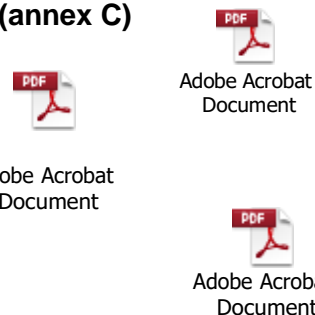 (annex C)
PDF
Adobe Acrobat
Document
PDF
obe Acrobat
Document
PDF
Adobe Acroba
Document